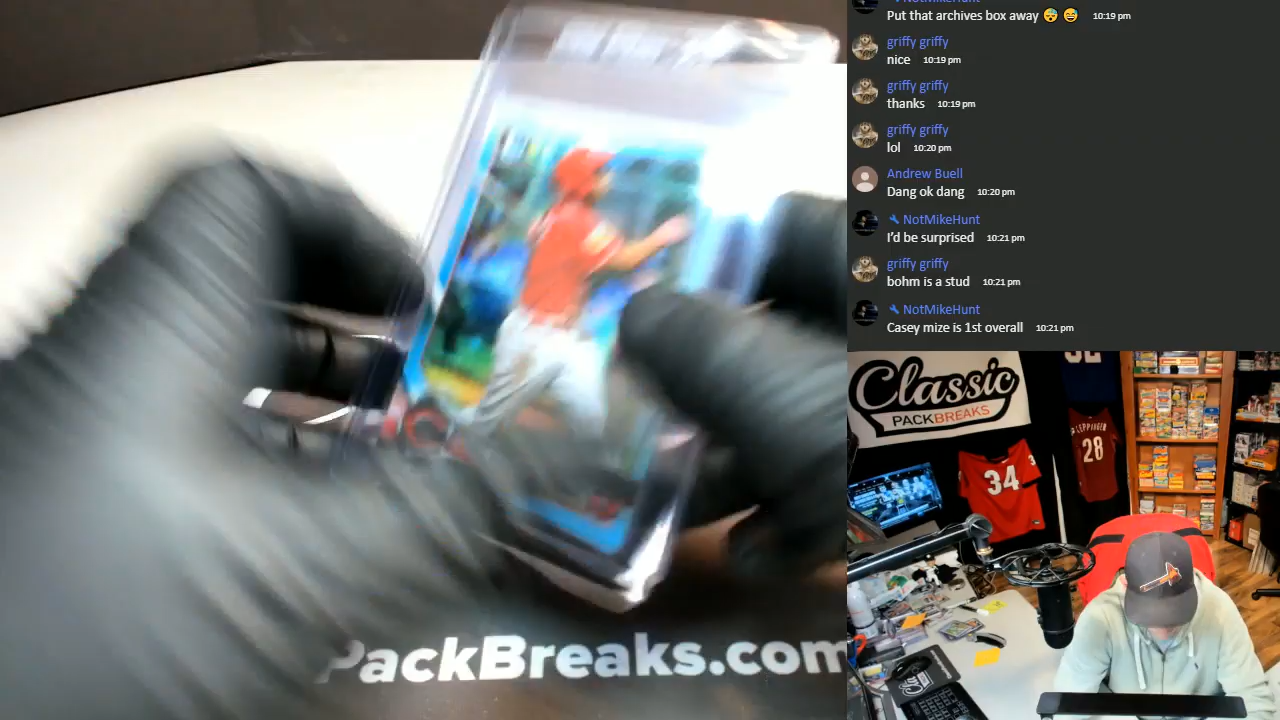 NotMikeHunt
Put that archives box away 😴 😅 10:19 pm
griffy griffy
nice 10:19 pm
griffy griffy
thanks 10:19 pm
griffy griffy
lol 10:20 pm
Andrew Buell
Dang ok dang 10:20 pm
NotMikeHunt
I'd be surprised 10:21 pm
griffy griffy
bohm is a stud 10:21 pm
NotMikeHunt
Casey mize is 1st overall 10:21 pm
Classic
PACKBREAKS
34
LEPPINGER
28
PackBreaks.com